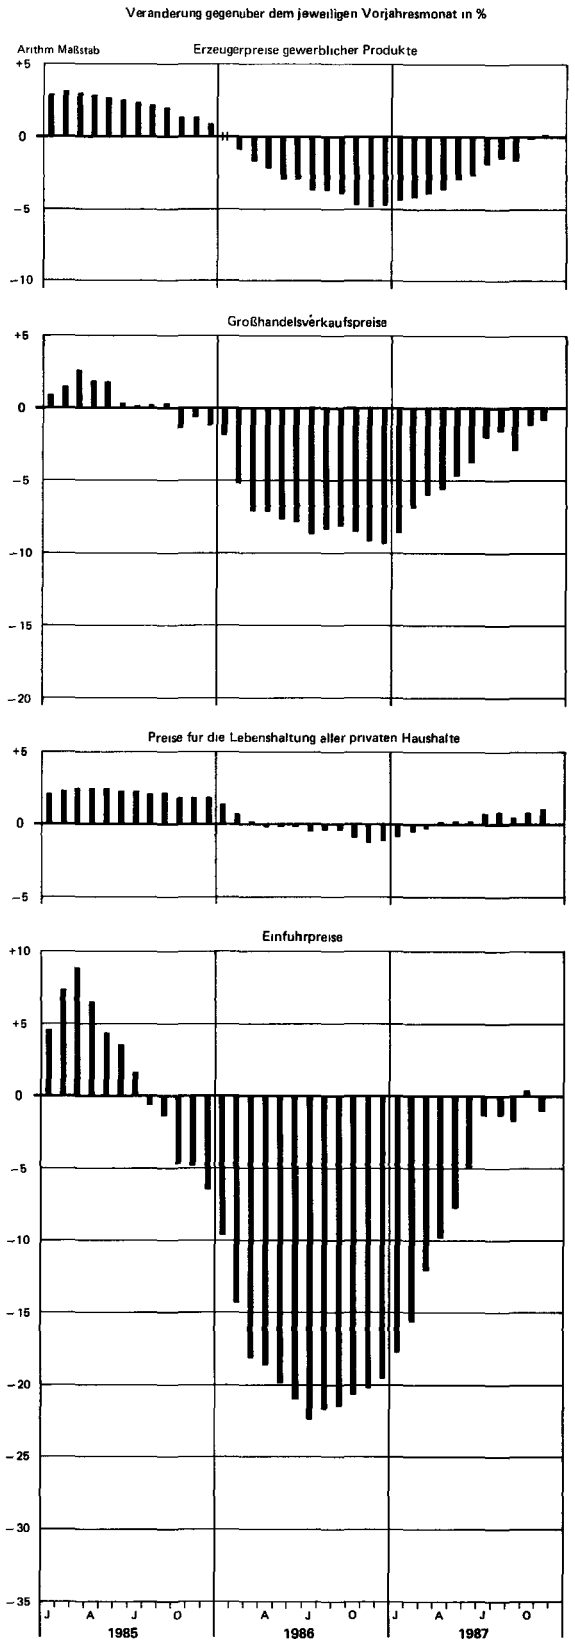 Veranderung gegenuber dem jeweiligen Vorjahresmonat in %
Arithm Maßstab
Erzeugerpreise gewerblicher Produkte
+5
0
−5
−10
Großhandelsverkaufspreise
+5
0
−5
−10
−15
−20
Preise fur die Lebenshaltung aller privaten Haushalte
+5
0
−5
Einfuhrpreise
+10
+5
0
−5
−10
−15
−20
−25
−30
−35
J A J O A J O J A J O
1985 1986 1987